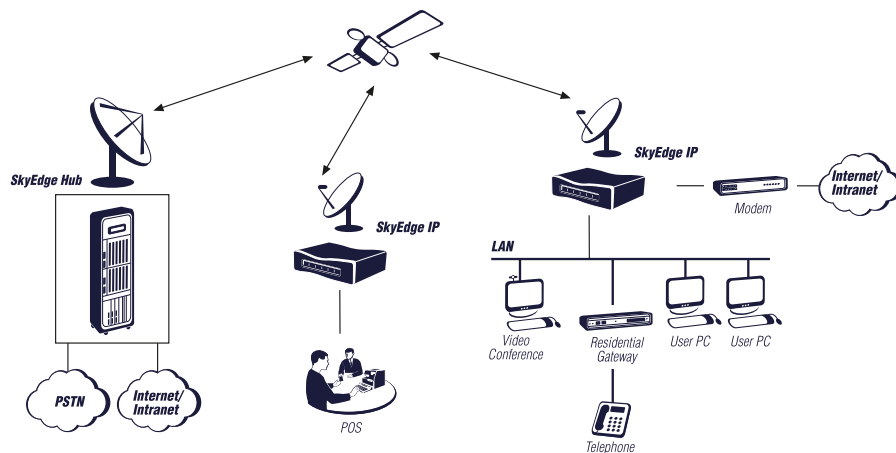 SkyEdge Hub
PSTN
Internet/
Intranet
SkyEdge IP
POS
SkyEdge IP
Modem
Internet/
Intranet
LAN
Video
Conference
Residential
Gateway
User PC
User PC
Telephone